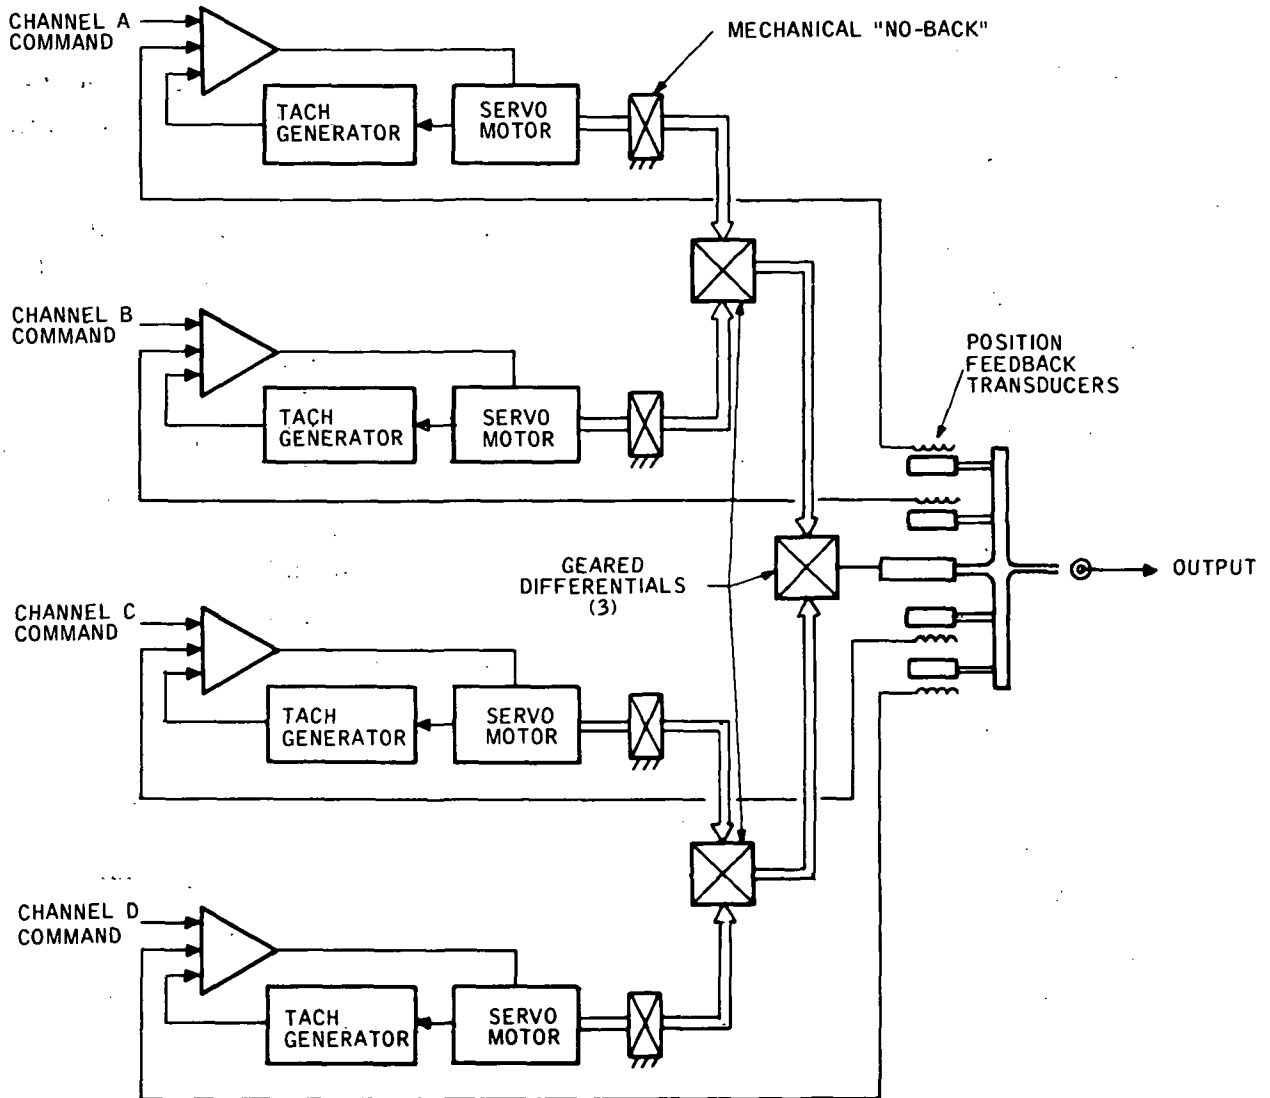 CHANNEL A
COMMAND
MECHANICAL "NO-BACK"
TACH
GENERATOR
SERVO
MOTOR
CHANNEL B
COMMAND
TACH
GENERATOR
SERVO
MOTOR
POSITION
FEEDBACK
TRANSDUCERS
GEARED
DIFFERENTIALS
(3)
OUTPUT
CHANNEL C
COMMAND
TACH
GENERATOR
SERVO
MOTOR
CHANNEL D
COMMAND
TACH
GENERATOR
SERVO
MOTOR